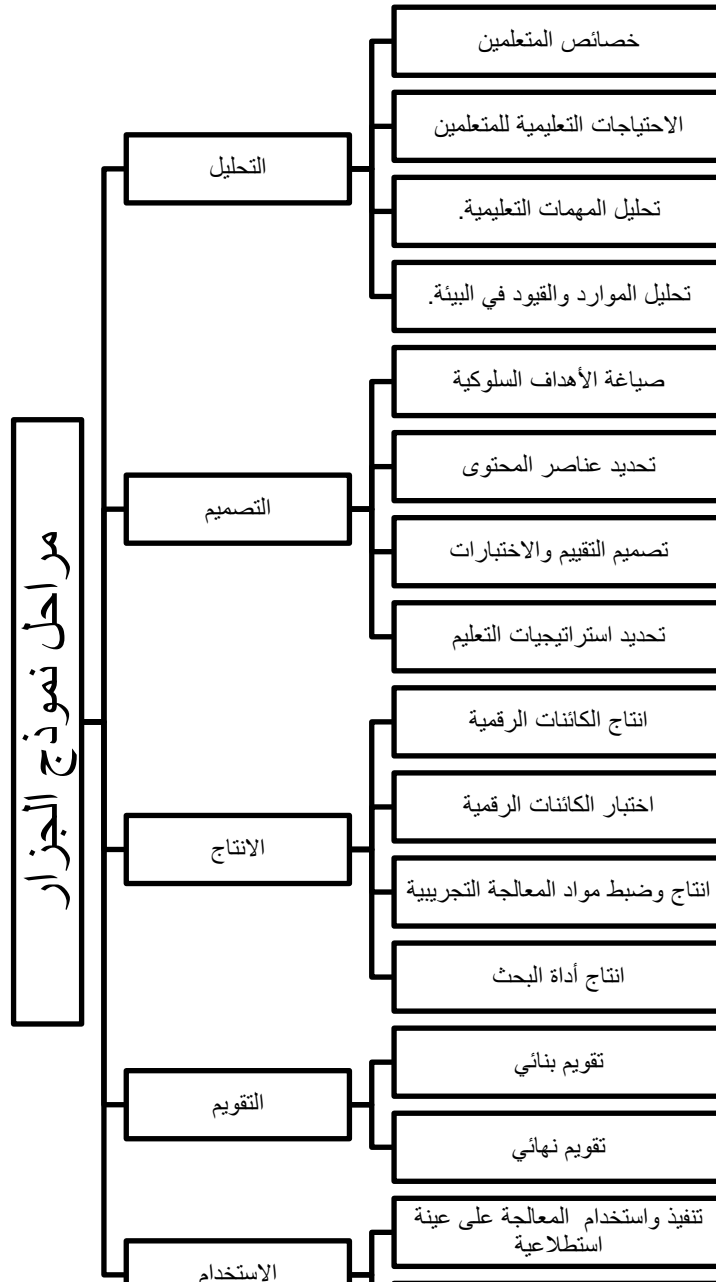 مراحل نموذج الجزار
التحليل
خصائص المتعلمين
الاحتياجات التعليمية للمتعلمين
تحليل المهمات التعليمية.
تحليل الموارد والقيود في البيئة.
التصميم
صياغة الأهداف السلوكية
تحديد عناصر المحتوى
تصميم التقييم والاختبارات
تحديد استراتيجيات التعليم
الانتاج
انتاج الكائنات الرقمية
اختبار الكائنات الرقمية
انتاج وضبط مواد المعالجة التجريبية
انتاج أداة البحث
التقويم
تقويم بنائي
تقويم نهائي
الاستخدام
تنفيذ واستخدام المعالجة على عينة
استطلاعية